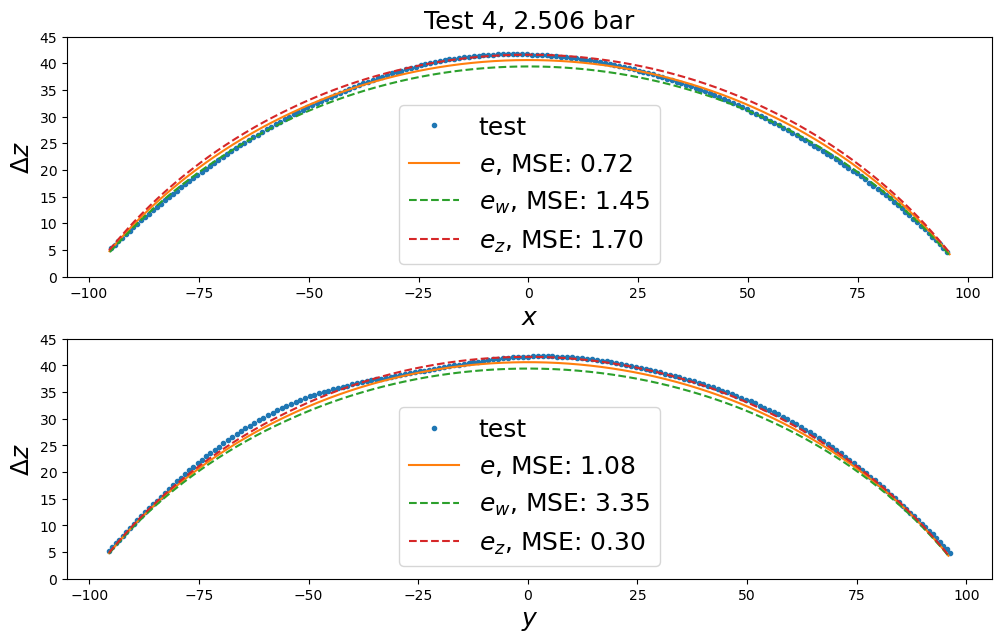 Test 4, 2.506 bar
45
40
35
30
25
20
15
10
5
0
Δz
test
e, MSE: 0.72
e_w, MSE: 1.45
e_z, MSE: 1.70
−100 −75 −50 −25 0 25 50 75 100
x
45
40
35
30
25
20
15
10
5
0
Δz
test
e, MSE: 1.08
e_w, MSE: 3.35
e_z, MSE: 0.30
−100 −75 −50 −25 0 25 50 75 100
y